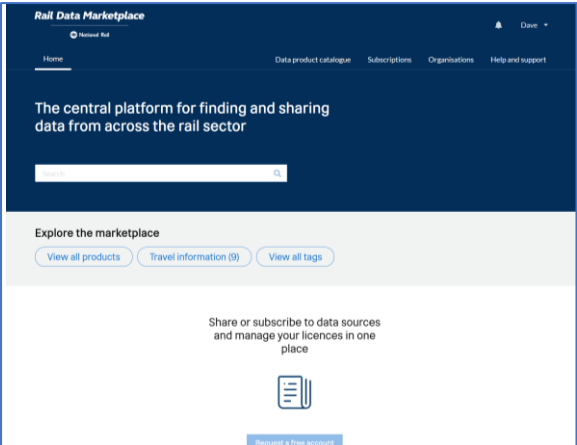 Rail Data Marketplace
National Rail
Dave
Home
Data product catalogue
Subscriptions
Organisations
Help and support
The central platform for finding and sharing
data from across the rail sector
Search
Explore the marketplace
View all products
Travel information (9)
View all tags
Share or subscribe to data sources
and manage your licences in one
place
Request a free account